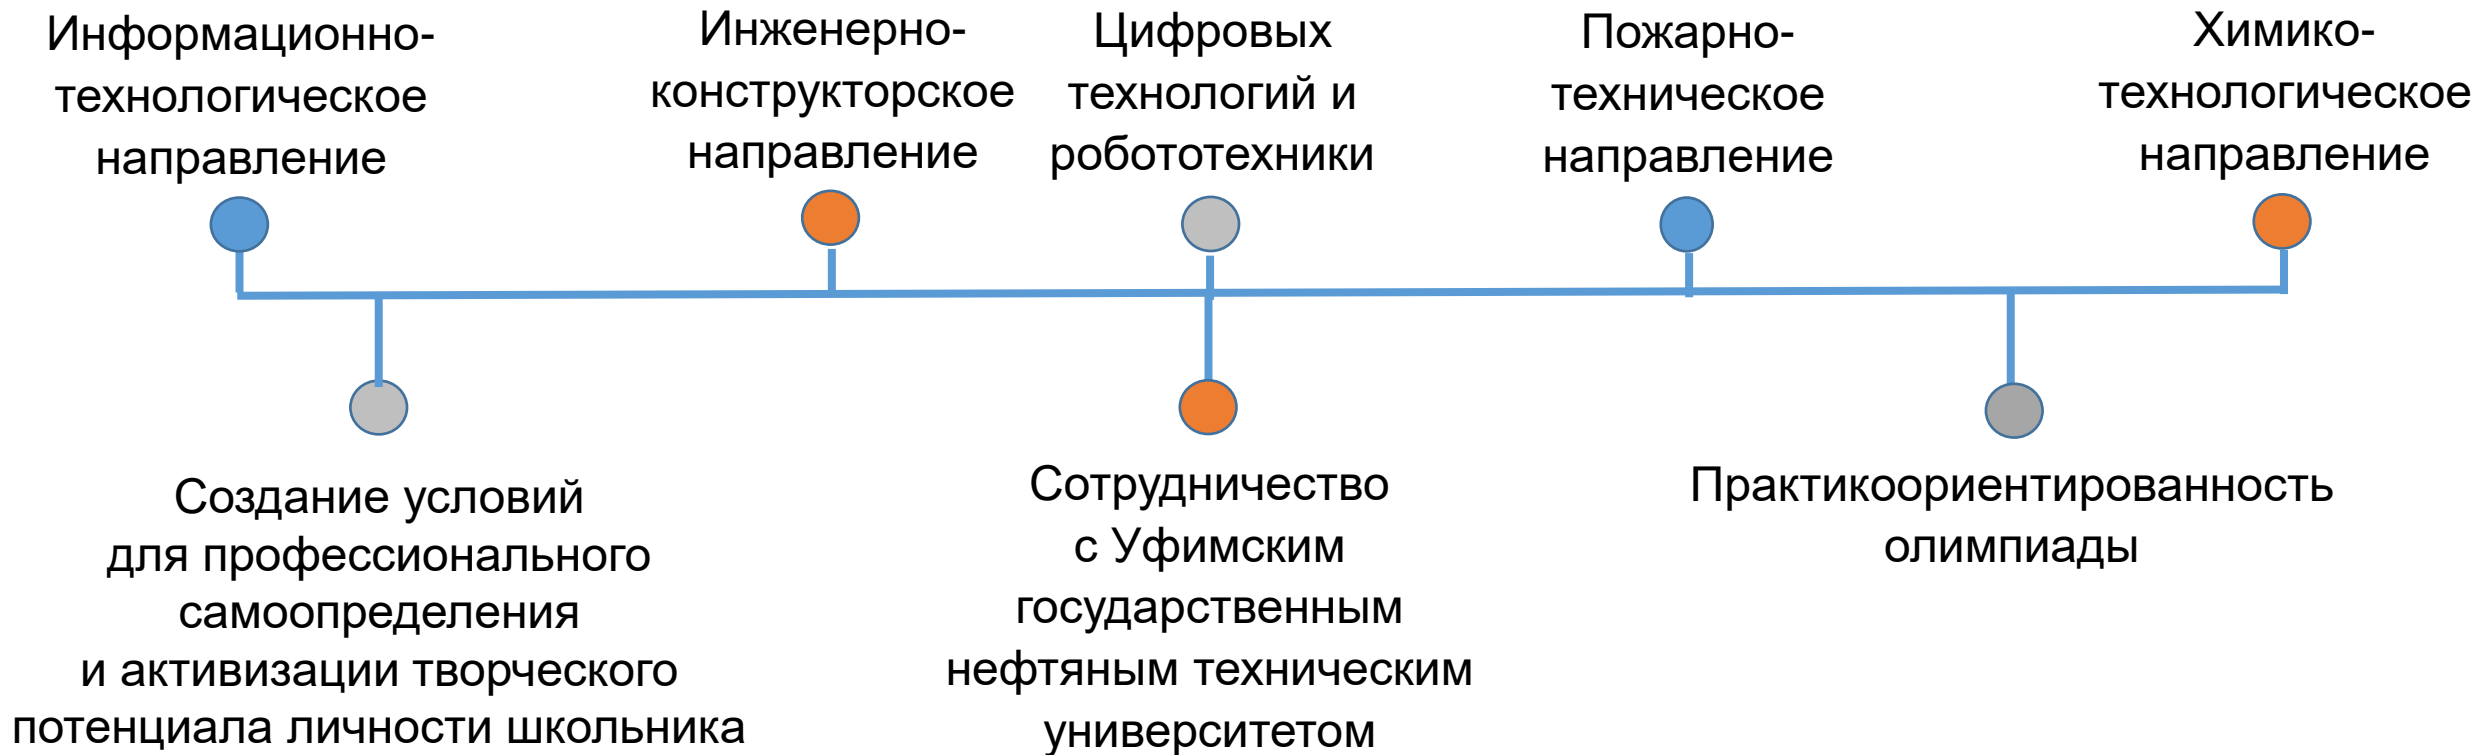 Информационно-
технологическое
направление
Инженерно-
конструкторское
направление
Цифровых
технологий и
робототехники
Пожарно-
техническое
направление
Химико-
технологическое
направление
Создание условий
для профессионального
самоопределения
и активизации творческого
потенциала личности школьника
Сотрудничество
с Уфимским
государственным
нефтяным техническим
университетом
Практикоориентированность
олимпиады